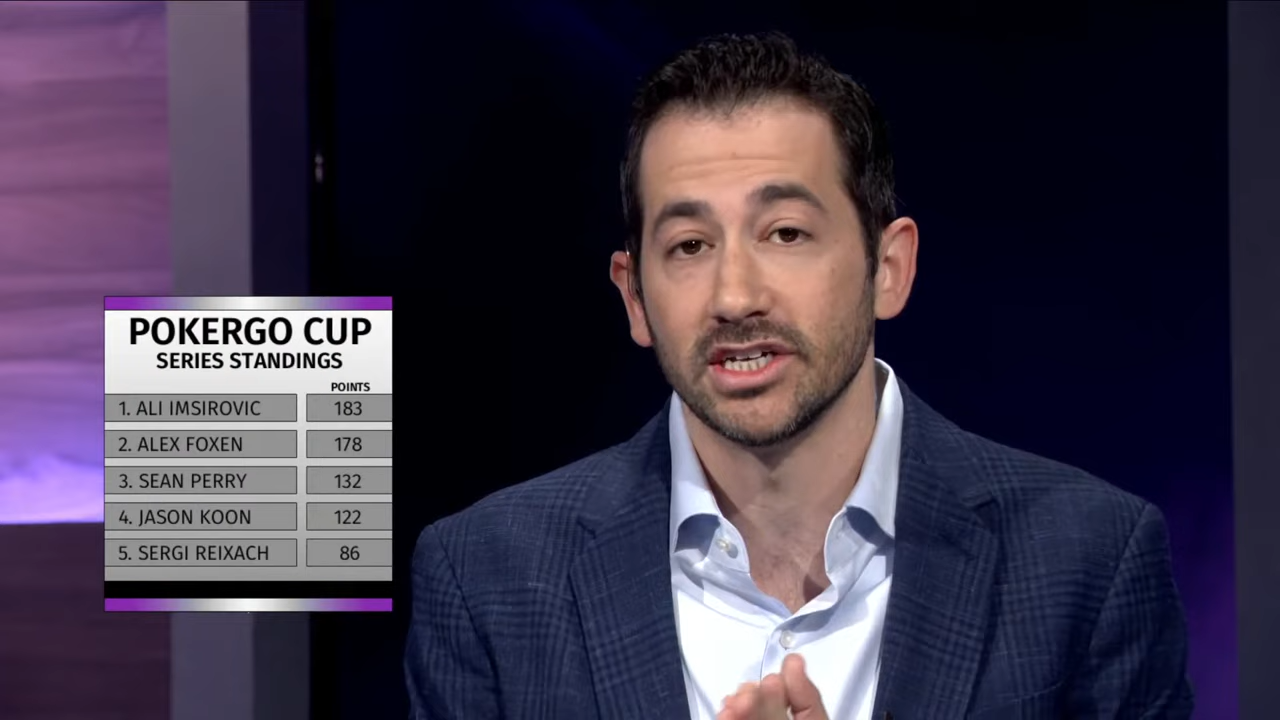 POKERGO CUP
SERIES STANDINGS
POINTS
1. ALI IMSIROVIC 183
2. ALEX FOXEN 178
3. SEAN PERRY 132
4. JASON KOON 122
5. SERGI REIXACH 86